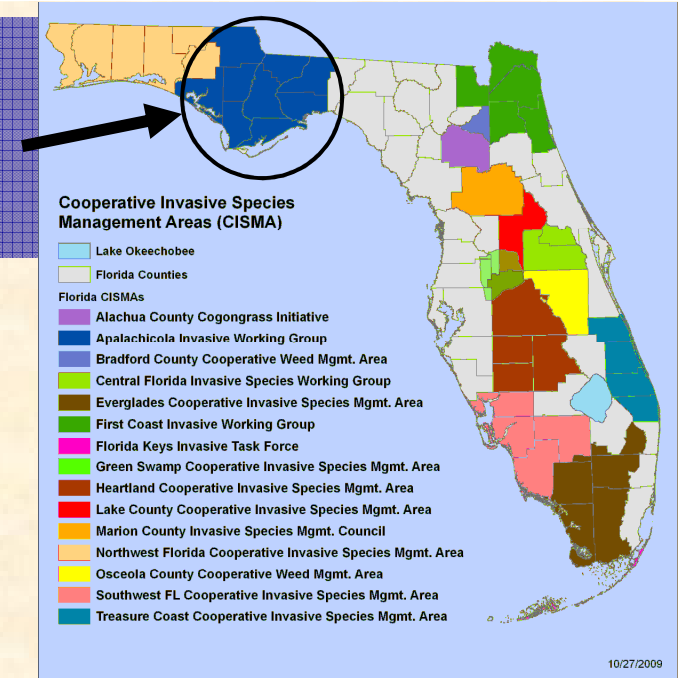 Cooperative Invasive Species
Management Areas (CISMA)
Lake Okeechobee
Florida Counties
Florida CISMAs
Alachua County Cogongrass Initiative
Apalachicola Invasive Working Group
Bradford County Cooperative Weed Mgmt. Area
Central Florida Invasive Species Working Group
Everglades Cooperative Invasive Species Mgmt. Area
First Coast Invasive Working Group
Florida Keys Invasive Task Force
Green Swamp Cooperative Invasive Species Mgmt. Area
Heartland Cooperative Invasive Species Mgmt. Area
Lake County Cooperative Invasive Species Mgmt. Area
Marion County Invasive Species Mgmt. Council
Northwest Florida Cooperative Invasive Species Mgmt. Area
Osceola County Cooperative Weed Mgmt. Area
Southwest FL Cooperative Invasive Species Mgmt. Area
Treasure Coast Cooperative Invasive Species Mgmt. Area
10/27/2009